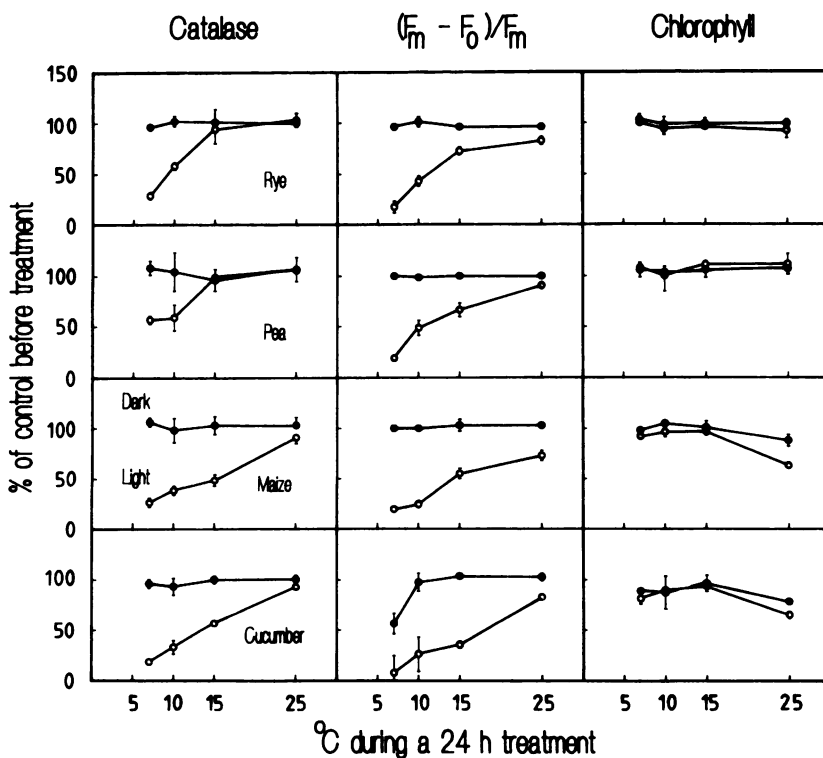 Catalase
(Fm - Fo)/Fm
Chlorophyll
% of control before treatment
150
100
50
0
Rye
100
50
0
Pea
100
50
0
Dark
Light
Maize
100
50
0
Cucumber
5 10 15 25
5 10 15 25
5 10 15 25
°C during a 24 h treatment